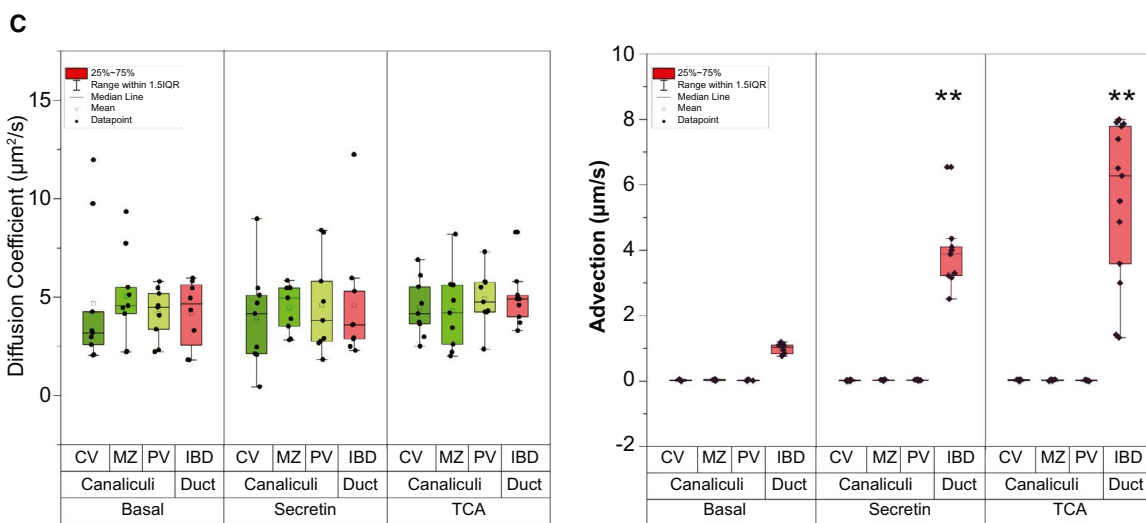 C
Diffusion Coefficient (µm²/s)
15
10
5
0
25%~75%
Range within 1.5IQR
Median Line
Mean
Datapoint
CV MZ PV IBD CV MZ PV IBD CV MZ PV IBD
Canaliculi Duct Canaliculi Duct Canaliculi Duct
Basal Secretin TCA
Advection (µm/s)
10
8
6
4
2
0
-2
25%~75%
Range within 1.5IQR
Median Line
Mean
Datapoint
** **
CV MZ PV IBD CV MZ PV IBD CV MZ PV IBD
Canaliculi Duct Canaliculi Duct Canaliculi Duct
Basal Secretin TCA